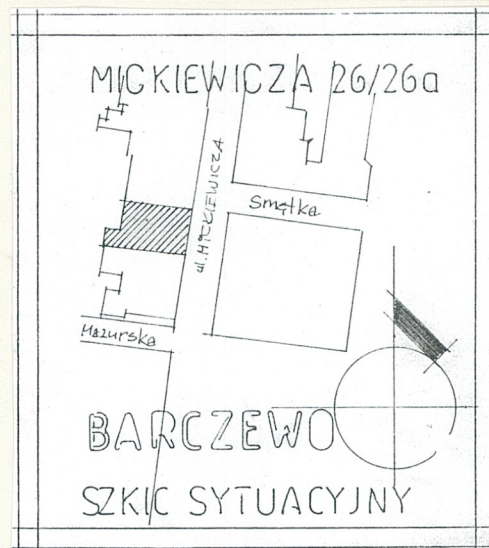 MICKIEWICZA 26/26a
ul. MICKIEWICZA
Smętka
Mazurska
BARCZEWO
SZKIC SYTUACYJNY